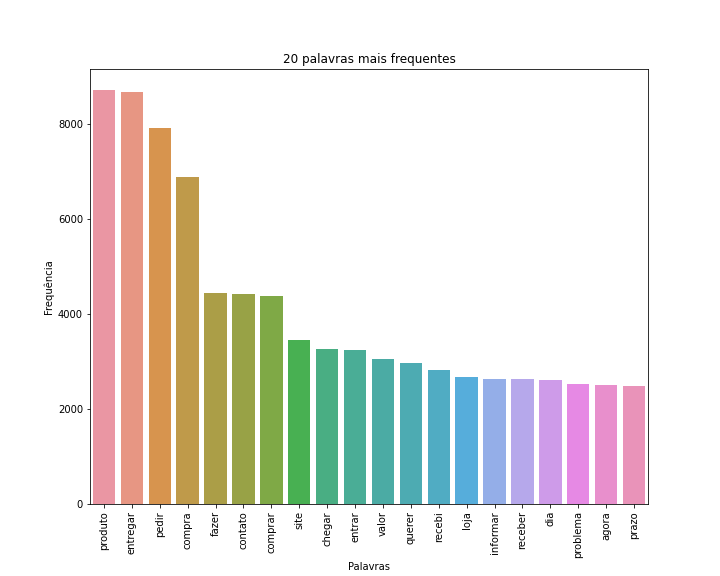 20 palavras mais frequentes
Frequência
8000
6000
4000
2000
0
produto
entregar
pedir
compra
fazer
contato
comprar
site
chegar
entrar
valor
querer
recebi
loja
informar
receber
dia
problema
agora
prazo
Palavras